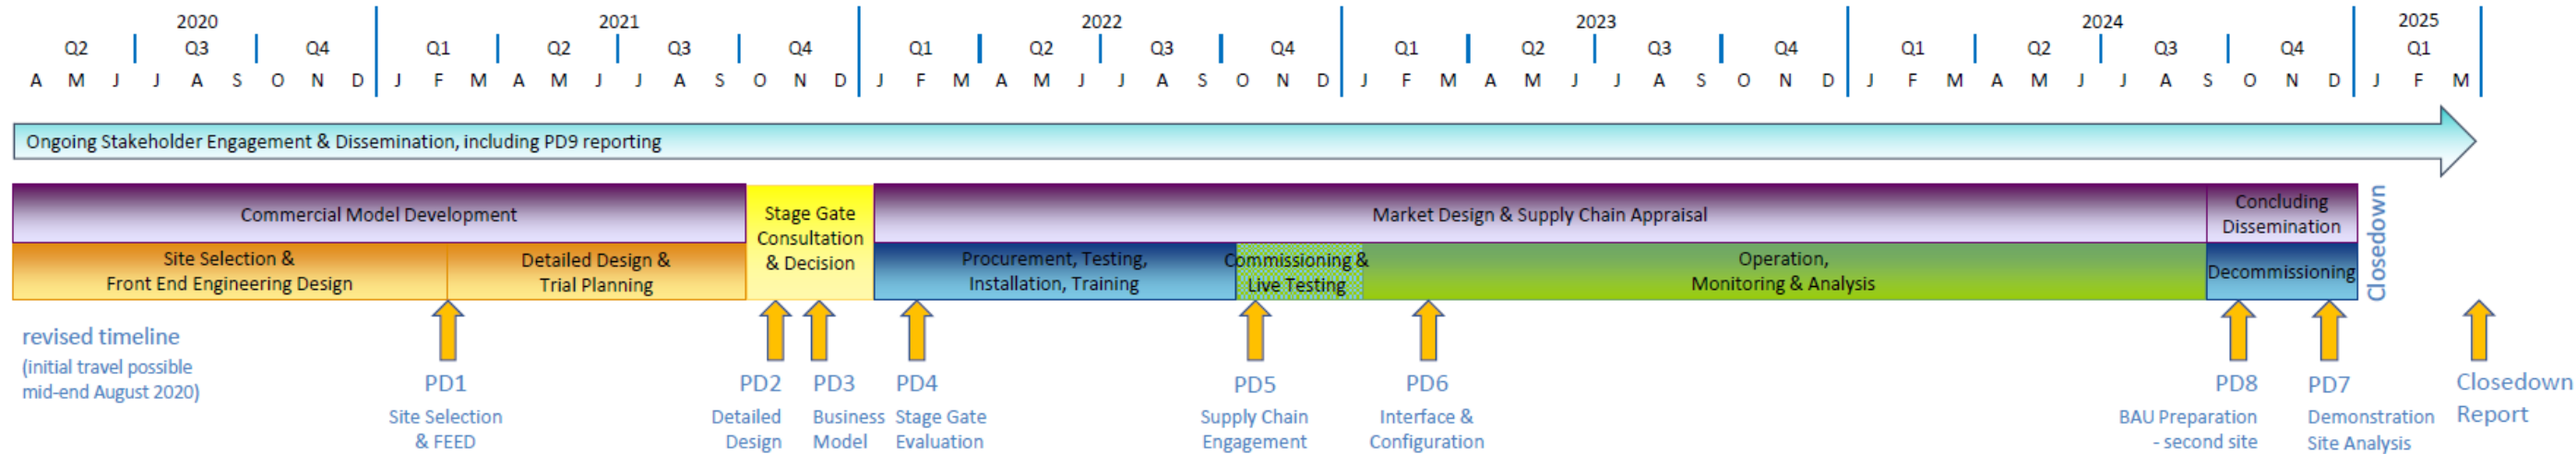 2020 2021 2022 2023 2024 2025
Q2 Q3 Q4 Q1 Q2 Q3 Q4 Q1 Q2 Q3 Q4 Q1 Q2 Q3 Q4 Q1 Q2 Q3 Q4 Q1
A M J J A S O N D J F M A M J J A S O N D J F M A M J J A S O N D J F M A M J J A S O N D J F M A M J J A S O N D J F M
Ongoing Stakeholder Engagement & Dissemination, including PD9 reporting
Commercial Model Development
Stage Gate
Consultation
& Decision
Market Design & Supply Chain Appraisal
Concluding
Dissemination
Closedown
Site Selection &
Front End Engineering Design
Detailed Design &
Trial Planning
Procurement, Testing,
Installation, Training
Commissioning &
Live Testing
Operation,
Monitoring & Analysis
Decommissioning
revised timeline
(initial travel possible
mid-end August 2020)
PD1
Site Selection
& FEED
PD2
Detailed
Design
PD3
Business
Model
PD4
Stage Gate
Evaluation
PD5
Supply Chain
Engagement
PD6
Interface &
Configuration
PD8
BAU Preparation
- second site
PD7
Demonstration
Site Analysis
Closedown
Report